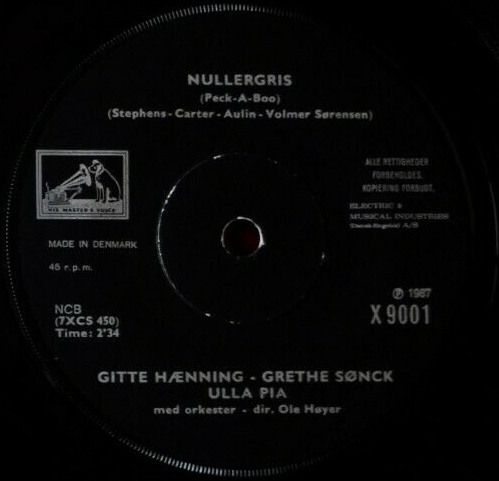 NULLERGRIS
(Peck-A-Boo)
(Stephens - Carter - Aulin - Volmer Sørensen)
HIS MASTER'S VOICE
ALLE RETTIGHEDER
FORBEHOLDES.
KOPIERING FORBUDT.
ELECTRIC &
MUSICAL INDUSTRIES
(Dansk-Engelsk) A/S
MADE IN DENMARK
45 r.p.m.
NCB
(7XCS 450)
Time: 2'34
℗ 1967
X 9001
GITTE HÆNNING - GRETHE SØNCK
ULLA PIA
med orkester - dir. Ole Høyer